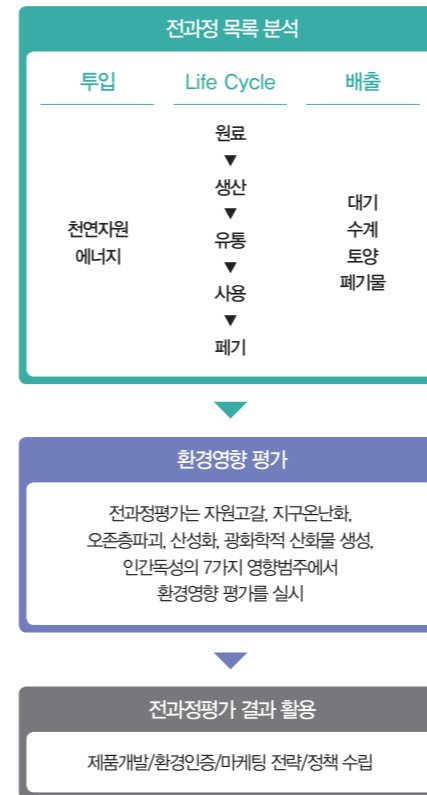 전과정 목록 분석
투입
Life Cycle
배출
천연자원
에너지
원료
▼
생산
▼
유통
▼
사용
▼
페기
대기
수계
토양
폐기물
환경영향 평가
전과정평가는 자원고갈, 지구온난화,
오존층파괴, 산성화, 광화학적 산화물 생성,
인간독성의 7가지 영향범주에서
환경영향 평가를 실시
전과정평가 결과 활용
제품개발/환경인증/마케팅 전략/정책 수립